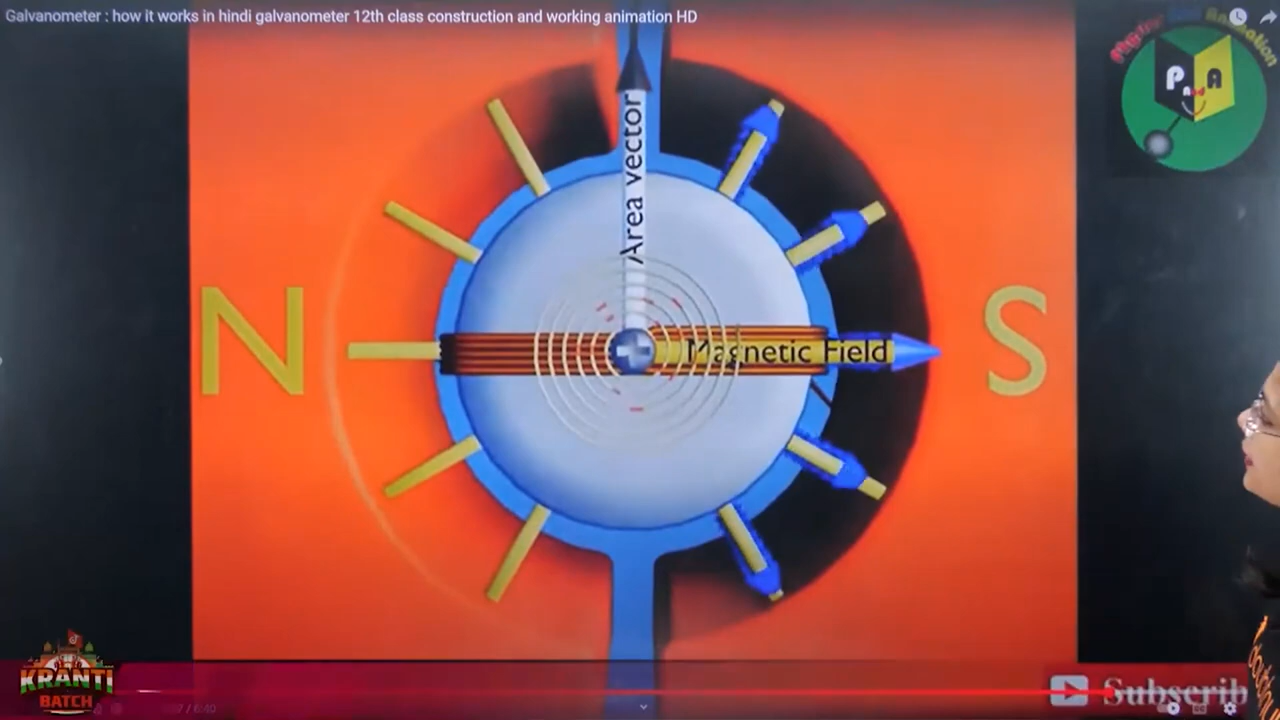 Galvanometer : how it works in hindi galvanometer 12th class construction and working animation HD
P A
Area vector
N
Magnetic Field
S
KRANTI
BATCH
Subscrib